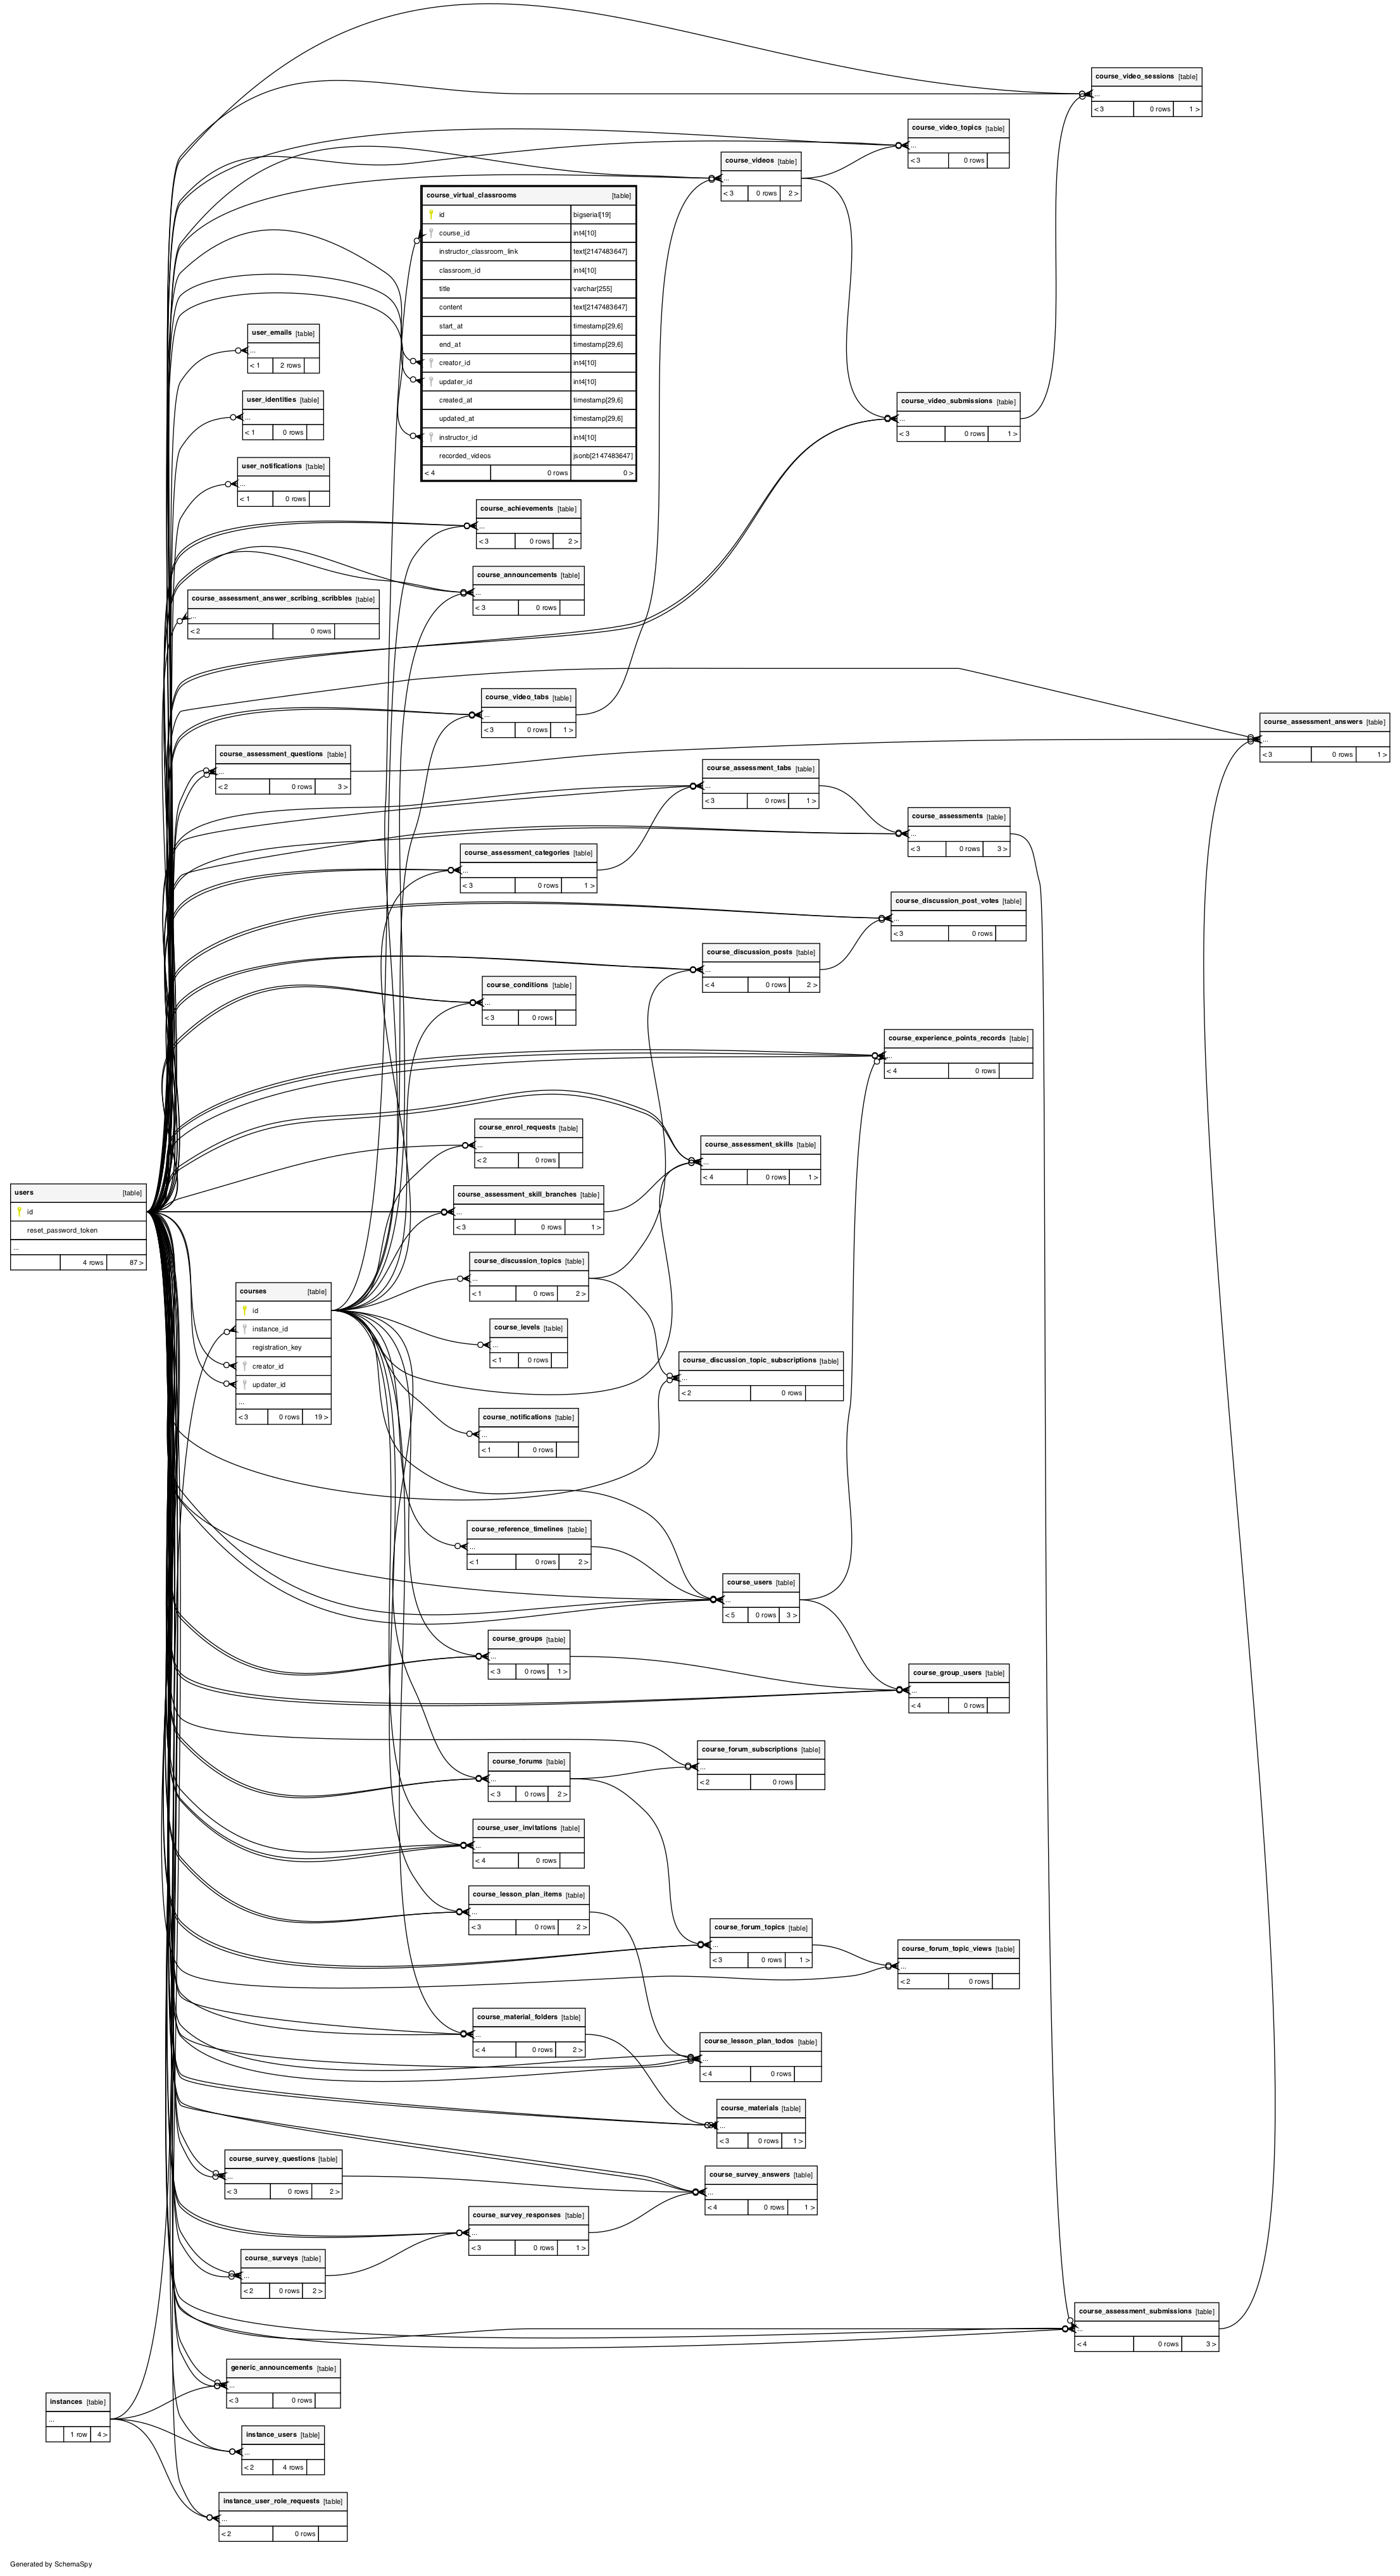 course_video_sessions [table]
...
< 3 0 rows 1 >
course_video_topics [table]
...
< 3 0 rows
course_videos [table]
...
< 3 0 rows 2 >
course_virtual_classrooms [table]
id bigserial[19]
course_id int4[10]
instructor_classroom_link text[2147483647]
classroom_id int4[10]
title varchar[255]
content text[2147483647]
start_at timestamp[29,6]
end_at timestamp[29,6]
creator_id int4[10]
updater_id int4[10]
created_at timestamp[29,6]
updated_at timestamp[29,6]
instructor_id int4[10]
recorded_videos jsonb[2147483647]
< 4 0 rows 0 >
user_emails [table]
...
< 1 2 rows
user_identities [table]
...
< 1 0 rows
course_video_submissions [table]
...
< 3 0 rows 1 >
user_notifications [table]
...
< 1 0 rows
course_achievements [table]
...
< 3 0 rows 2 >
course_announcements [table]
...
< 3 0 rows
course_assessment_answer_scribing_scribbles [table]
...
< 2 0 rows
course_video_tabs [table]
...
< 3 0 rows 1 >
course_assessment_answers [table]
...
< 3 0 rows 1 >
course_assessment_questions [table]
...
< 2 0 rows 3 >
course_assessment_tabs [table]
...
< 3 0 rows 1 >
course_assessments [table]
...
< 3 0 rows 3 >
course_assessment_categories [table]
...
< 3 0 rows 1 >
course_discussion_post_votes [table]
...
< 3 0 rows
course_discussion_posts [table]
...
< 4 0 rows 2 >
course_conditions [table]
...
< 3 0 rows
course_experience_points_records [table]
...
< 4 0 rows
course_enrol_requests [table]
...
< 2 0 rows
course_assessment_skills [table]
...
< 4 0 rows 1 >
users [table]
id
reset_password_token
...
4 rows 87 >
course_assessment_skill_branches [table]
...
< 3 0 rows 1 >
course_discussion_topics [table]
...
< 1 0 rows 2 >
courses [table]
id
instance_id
registration_key
creator_id
updater_id
...
< 3 0 rows 19 >
course_levels [table]
...
< 1 0 rows
course_discussion_topic_subscriptions [table]
...
< 2 0 rows
course_notifications [table]
...
< 1 0 rows
course_reference_timelines [table]
...
< 1 0 rows 2 >
course_users [table]
...
< 5 0 rows 3 >
course_groups [table]
...
< 3 0 rows 1 >
course_group_users [table]
...
< 4 0 rows
course_forum_subscriptions [table]
...
< 2 0 rows
course_forums [table]
...
< 3 0 rows 2 >
course_user_invitations [table]
...
< 4 0 rows
course_lesson_plan_items [table]
...
< 3 0 rows 2 >
course_forum_topics [table]
...
< 3 0 rows 1 >
course_forum_topic_views [table]
...
< 2 0 rows
course_material_folders [table]
...
< 4 0 rows 2 >
course_lesson_plan_todos [table]
...
< 4 0 rows
course_materials [table]
...
< 3 0 rows 1 >
course_survey_questions [table]
...
< 3 0 rows 2 >
course_survey_answers [table]
...
< 4 0 rows 1 >
course_survey_responses [table]
...
< 3 0 rows 1 >
course_surveys [table]
...
< 2 0 rows 2 >
course_assessment_submissions [table]
...
< 4 0 rows 3 >
generic_announcements [table]
...
< 3 0 rows
instances [table]
...
1 row 4 >
instance_users [table]
...
< 2 4 rows
instance_user_role_requests [table]
...
< 2 0 rows
Generated by SchemaSpy